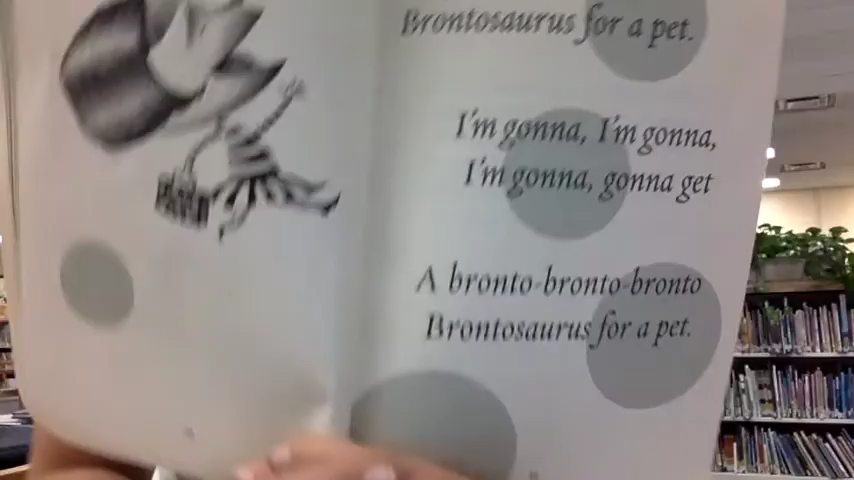 Brontosaurus for a pet.
I'm gonna, I'm gonna,
I'm gonna, gonna get
A bronto-bronto-bronto
Brontosaurus for a pet.